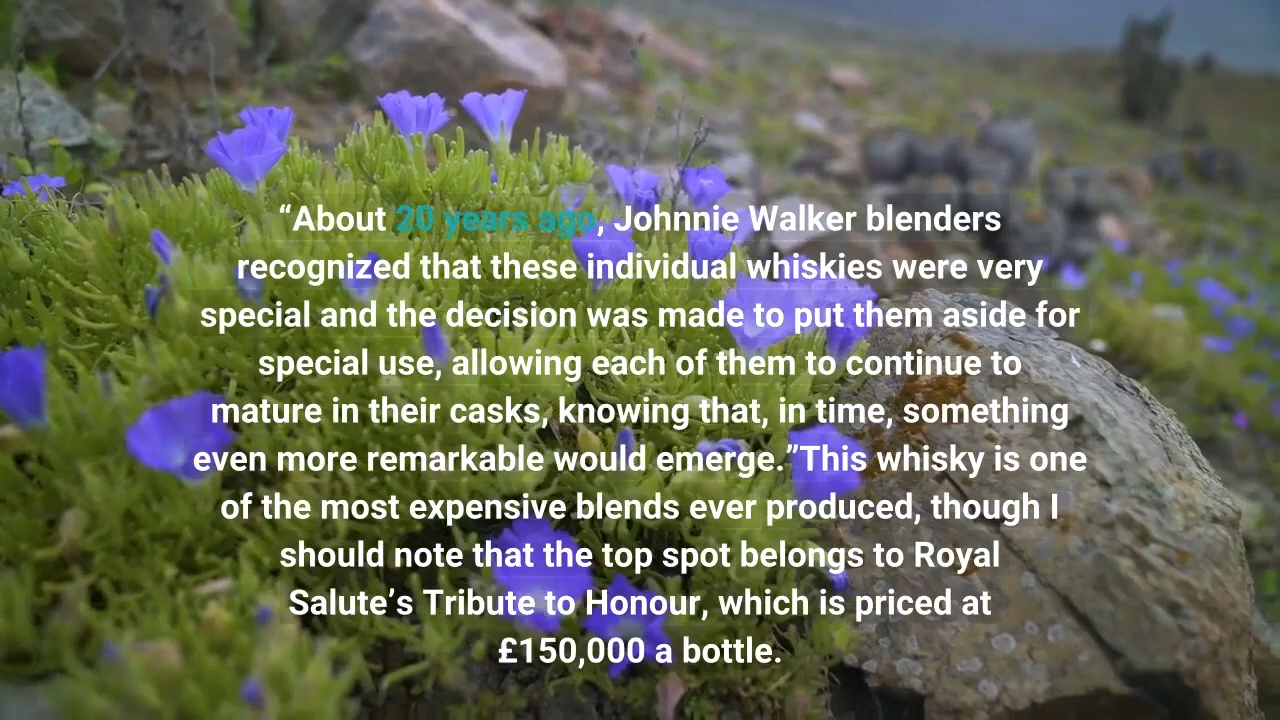 “About 20 years ago, Johnnie Walker blenders
recognized that these individual whiskies were very
special and the decision was made to put them aside for
special use, allowing each of them to continue to
mature in their casks, knowing that, in time, something
even more remarkable would emerge.”This whisky is one
of the most expensive blends ever produced, though I
should note that the top spot belongs to Royal
Salute’s Tribute to Honour, which is priced at
£150,000 a bottle.